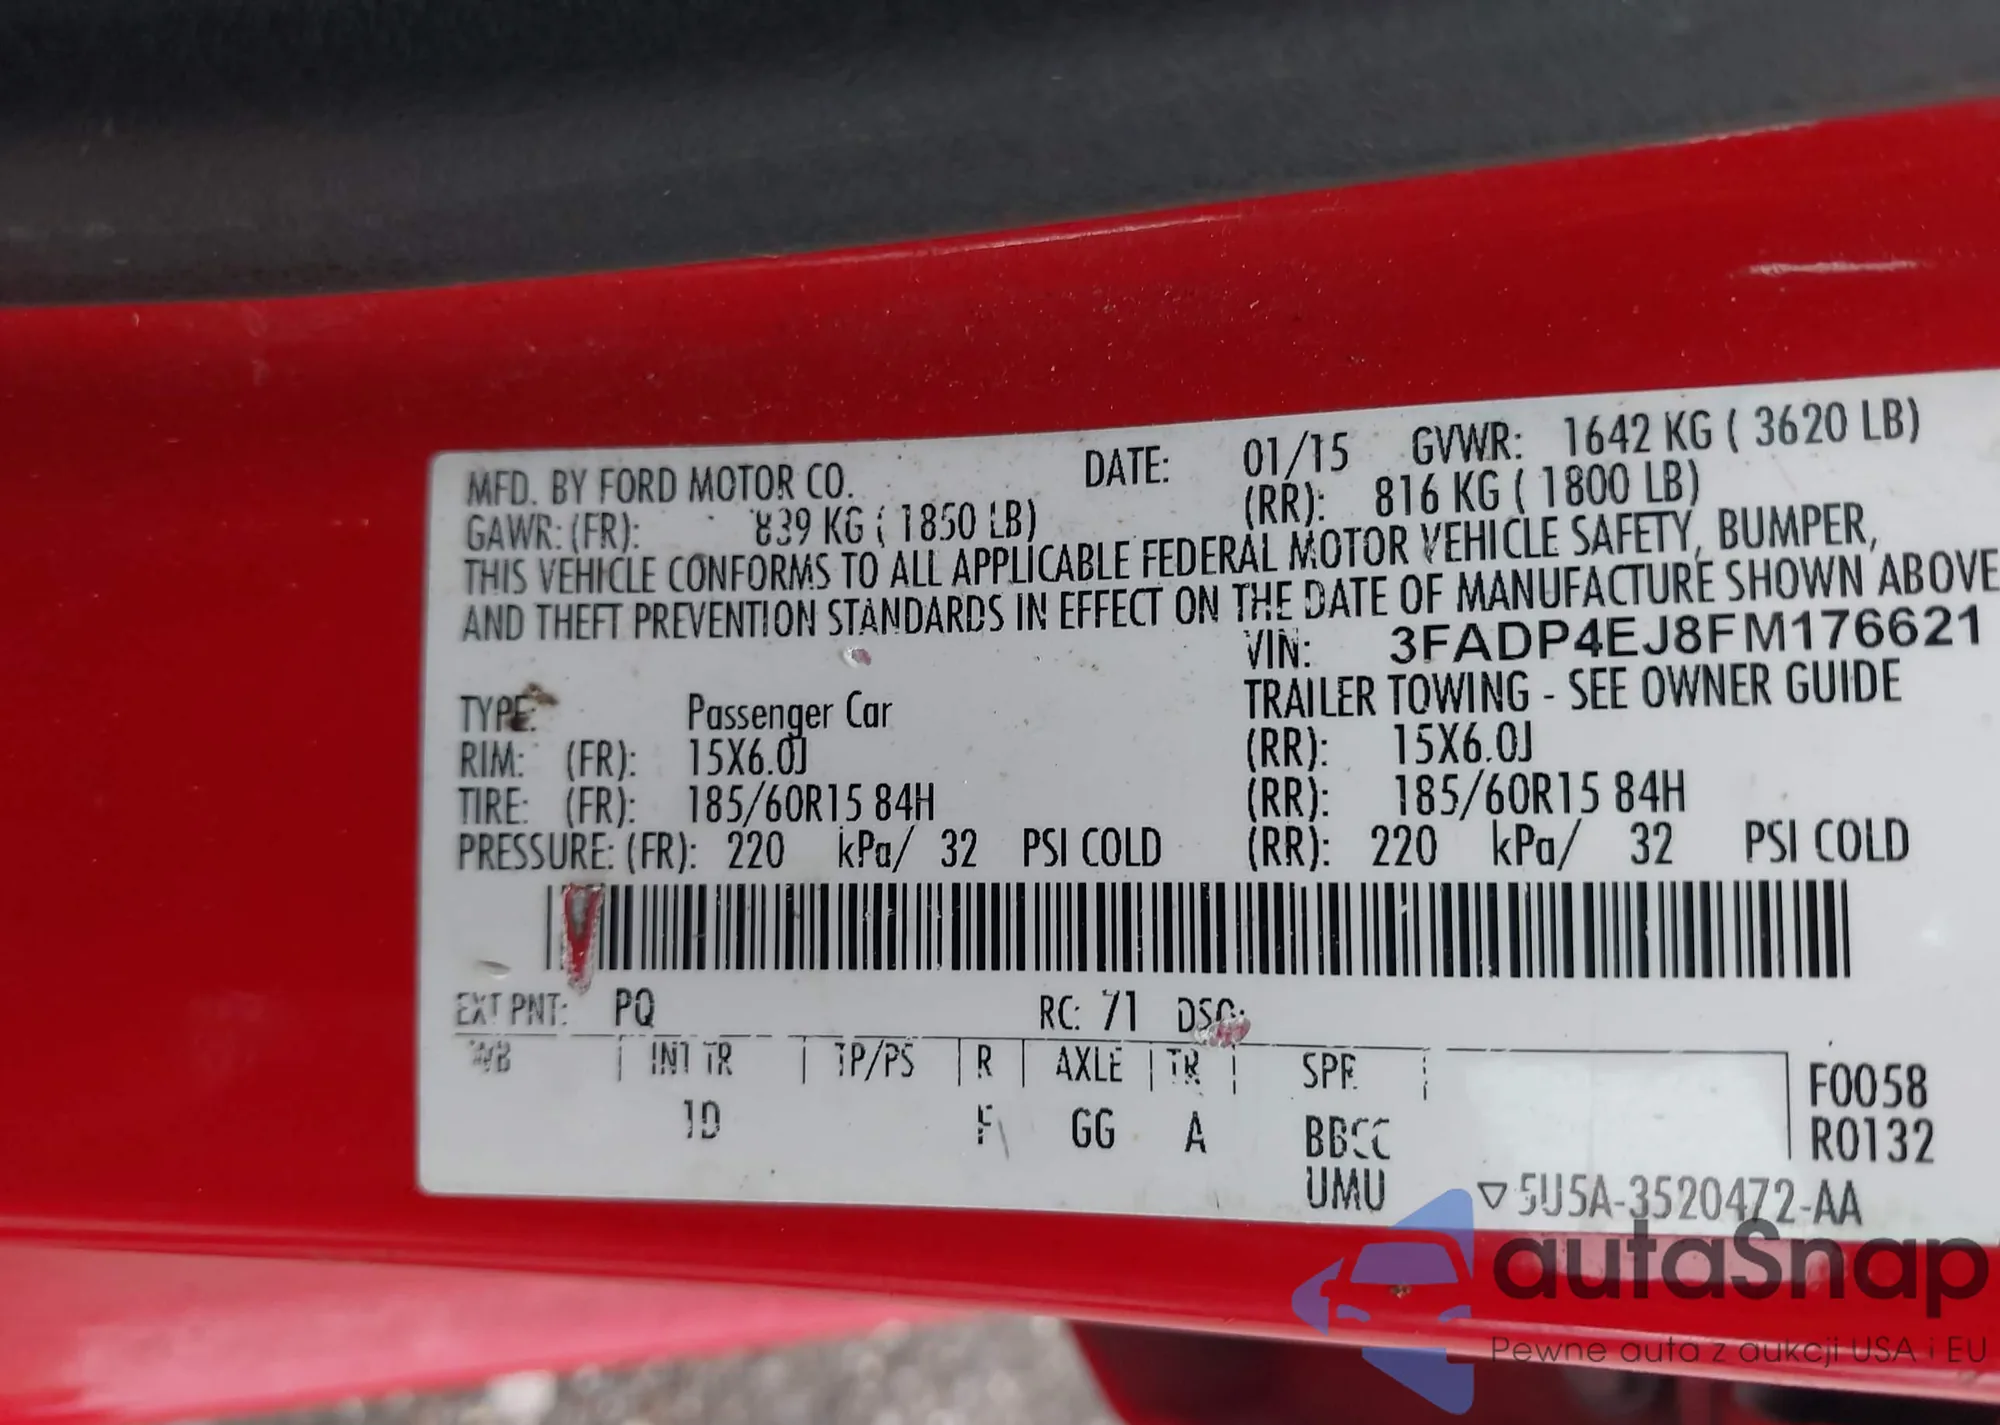 MFD. BY FORD MOTOR CO. DATE: 01/15 GVWR: 1642 KG ( 3620 LB)
GAWR: (FR): 839 KG ( 1850 LB) (RR): 816 KG ( 1800 LB)
THIS VEHICLE CONFORMS TO ALL APPLICABLE FEDERAL MOTOR VEHICLE SAFETY, BUMPER,
AND THEFT PREVENTION STANDARDS IN EFFECT ON THE DATE OF MANUFACTURE SHOWN ABOVE
VIN: 3FADP4EJ8FM176621
TRAILER TOWING - SEE OWNER GUIDE
TYPE: Passenger Car
RIM: (FR): 15X6.0J (RR): 15X6.0J
TIRE: (FR): 185/60R15 84H (RR): 185/60R15 84H
PRESSURE: (FR): 220 kPa/ 32 PSI COLD (RR): 220 kPa/ 32 PSI COLD
EXT PNT: PQ RC: 71 DSO:
WB INT TR TP/PS R AXLE TR SPR F0058
1D F GG A BBCC R0132
UMU 5U5A-3520472-AA
autaSnap
Pewne auta z aukcji USA i EU